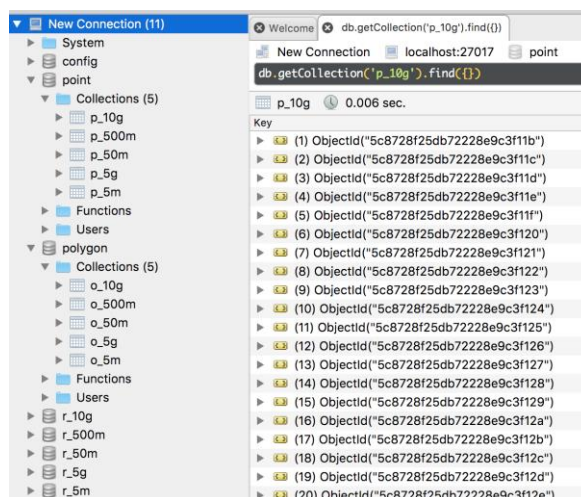 New Connection (11)
System
config
point
Collections (5)
p_10g
p_500m
p_50m
p_5g
p_5m
Functions
Users
polygon
Collections (5)
o_10g
o_500m
o_50m
o_5g
o_5m
Functions
Users
r_10g
r_500m
r_50m
r_5g
r_5m
Welcome db.getCollection('p_10g').find({})
New Connection localhost:27017 point
db.getCollection('p_10g').find({})
p_10g 0.006 sec.
Key
(1) ObjectId("5c8728f25db72228e9c3f11b")
(2) ObjectId("5c8728f25db72228e9c3f11c")
(3) ObjectId("5c8728f25db72228e9c3f11d")
(4) ObjectId("5c8728f25db72228e9c3f11e")
(5) ObjectId("5c8728f25db72228e9c3f11f")
(6) ObjectId("5c8728f25db72228e9c3f120")
(7) ObjectId("5c8728f25db72228e9c3f121")
(8) ObjectId("5c8728f25db72228e9c3f122")
(9) ObjectId("5c8728f25db72228e9c3f123")
(10) ObjectId("5c8728f25db72228e9c3f124")
(11) ObjectId("5c8728f25db72228e9c3f125")
(12) ObjectId("5c8728f25db72228e9c3f126")
(13) ObjectId("5c8728f25db72228e9c3f127")
(14) ObjectId("5c8728f25db72228e9c3f128")
(15) ObjectId("5c8728f25db72228e9c3f129")
(16) ObjectId("5c8728f25db72228e9c3f12a")
(17) ObjectId("5c8728f25db72228e9c3f12b")
(18) ObjectId("5c8728f25db72228e9c3f12c")
(19) ObjectId("5c8728f25db72228e9c3f12d")
(20) ObjectId("5c8728f25db72228e9c3f12e")